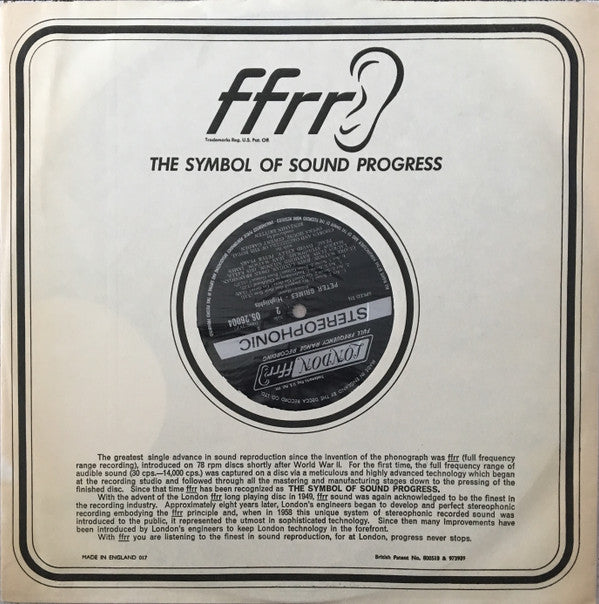 ffrr
Trademarks Reg. U.S. Pat. Off.
THE SYMBOL OF SOUND PROGRESS
LONDON ffrr
FULL FREQUENCY RANGE RECORDING
STEREOPHONIC
OS.26004
2
PETER GRIMES - Highlights
The greatest single advance in sound reproduction since the invention of the phonograph was ffrr (full frequency
range recording), introduced on 78 rpm discs shortly after World War II. For the first time, the full frequency range of
audible sound (30 cps.—14,000 cps.) was captured on a disc via a meticulous and highly advanced technology which began
at the recording studio and followed through all the mastering and manufacturing stages down to the pressing of the
finished disc. Since that time ffrr has been recognized as THE SYMBOL OF SOUND PROGRESS.
With the advent of the London ffrr long playing disc in 1949, ffrr sound was again acknowledged to be the finest in
the recording industry. Approximately eight years later, London's engineers began to develop and perfect stereophonic
recording embodying the ffrr principle and, when in 1958 this unique system of stereophonic recorded sound was
introduced to the public, it represented the utmost in sophisticated technology. Since then many improvements have
been introduced by London's engineers to keep London technology in the forefront.
With ffrr you are listening to the finest in sound reproduction, for at London, progress never stops.
MADE IN ENGLAND 017
British Patent No. 800513 & 973939